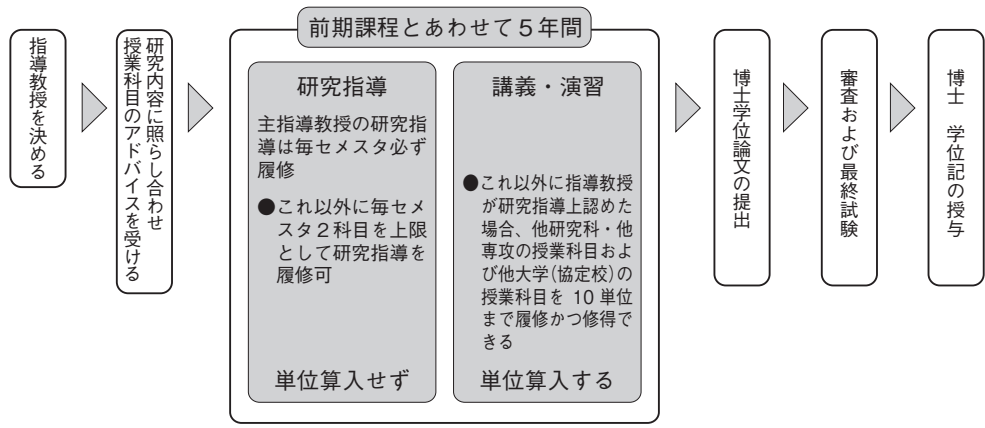 指導教授を決める
研究内容に照らし合わせ
授業科目のアドバイスを受ける
前期課程とあわせて5年間
研究指導
主指導教授の研究指
導は毎セメスタ必ず
履修
●これ以外に毎セメ
スタ2科目を上限
として研究指導を
履修可
単位算入せず
講義・演習
●これ以外に指導教授
が研究指導上認めた
場合、他研究科・他
専攻の授業科目およ
び他大学(協定校)の
授業科目を 10 単位
まで履修かつ修得で
きる
単位算入する
博士学位論文の提出
審査および最終試験
博士 学位記の授与